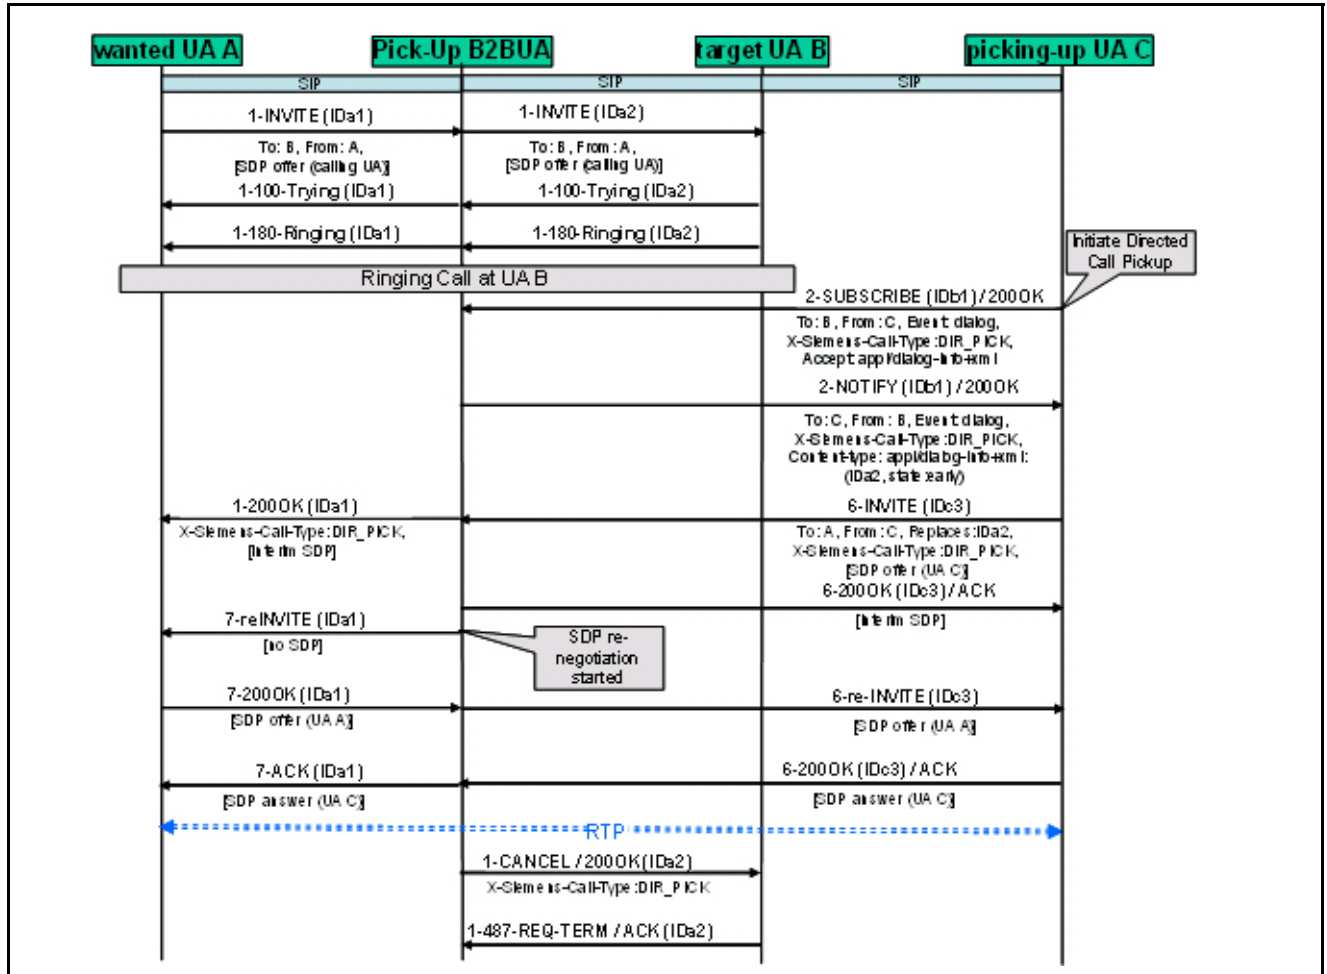 wanted UA A
Pick-Up B2BUA
target UA B
picking-up UA C
SIP
SIP
SIP
1-INVITE (IDa1)
1-INVITE (IDa2)
To: B, From: A,
[SDP offer (calling UA)]
To: B, From: A,
[SDP offer (calling UA)]
1-100-Trying (IDa1)
1-100-Trying (IDa2)
1-180-Ringing (IDa1)
1-180-Ringing (IDa2)
Initiate Directed
Call Pickup
Ringing Call at UA B
2-SUBSCRIBE (IDb1) / 200OK
To: B, From: C, Event: dialog,
X-Siemens-Call-Type:DIR_PICK,
Accept: appl/dialog-info+xml
2-NOTIFY (IDb1) / 200OK
To: C, From: B, Event: dialog,
X-Siemens-Call-Type:DIR_PICK,
Content-type: appl/dialog-info+xml:
(IDa2, state:early)
1-200OK (IDa1)
6-INVITE (IDc3)
X-Siemens-Call-Type:DIR_PICK,
[Interim SDP]
To: A, From: C, Replaces:IDa2,
X-Siemens-Call-Type:DIR_PICK,
[SDP offer (UA C)]
6-200OK (IDc3) / ACK
[Interim SDP]
7-reINVITE (IDa1)
[no SDP]
SDP re-
negotiation
started
7-200OK (IDa1)
6-re-INVITE (IDc3)
[SDP offer (UA A)]
[SDP offer (UA A)]
7-ACK (IDa1)
6-200OK (IDc3) / ACK
[SDP answer (UA C)]
[SDP answer (UA C)]
RTP
1-CANCEL / 200OK (IDa2)
X-Siemens-Call-Type:DIR_PICK
1-487-REQ-TERM / ACK (IDa2)